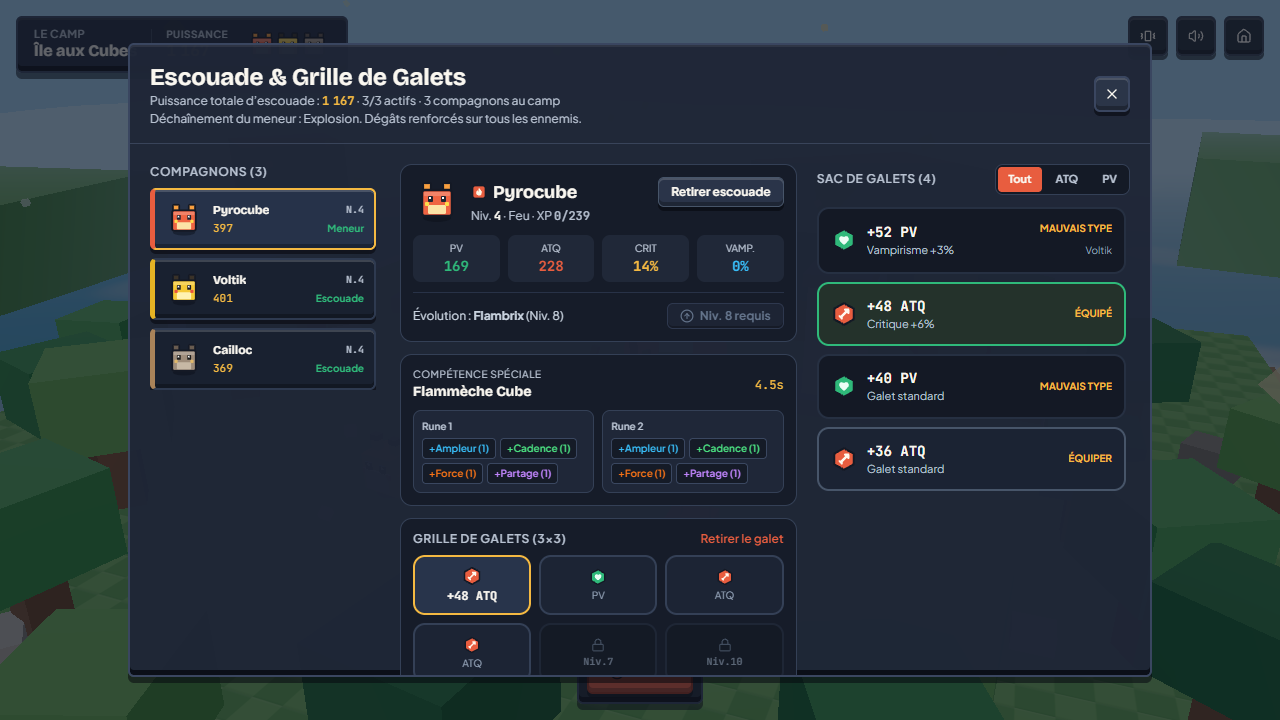 LE CAMP
Île aux Cube
PUISSANCE
Escouade & Grille de Galets
Puissance totale d'escouade : 1 167 · 3/3 actifs · 3 compagnons au camp
Déchaînement du meneur : Explosion. Dégâts renforcés sur tous les ennemis.
COMPAGNONS (3)
Pyrocube
N.4
397
Meneur
Voltik
N.4
401
Escouade
Cailloc
N.4
369
Escouade
Pyrocube
Niv. 4 · Feu · XP 0/239
Retirer escouade
PV
169
ATQ
228
CRIT
14%
VAMP.
0%
Évolution : Flambrix (Niv. 8)
Niv. 8 requis
COMPÉTENCE SPÉCIALE
Flammèche Cube
4.5s
Rune 1
+Ampleur (1)
+Cadence (1)
+Force (1)
+Partage (1)
Rune 2
+Ampleur (1)
+Cadence (1)
+Force (1)
+Partage (1)
GRILLE DE GALETS (3×3)
Retirer le galet
+48 ATQ
PV
ATQ
ATQ
Niv.7
Niv.10
SAC DE GALETS (4)
Tout
ATQ
PV
+52 PV
Vampirisme +3%
MAUVAIS TYPE
Voltik
+48 ATQ
Critique +6%
ÉQUIPÉ
+40 PV
Galet standard
MAUVAIS TYPE
+36 ATQ
Galet standard
ÉQUIPER